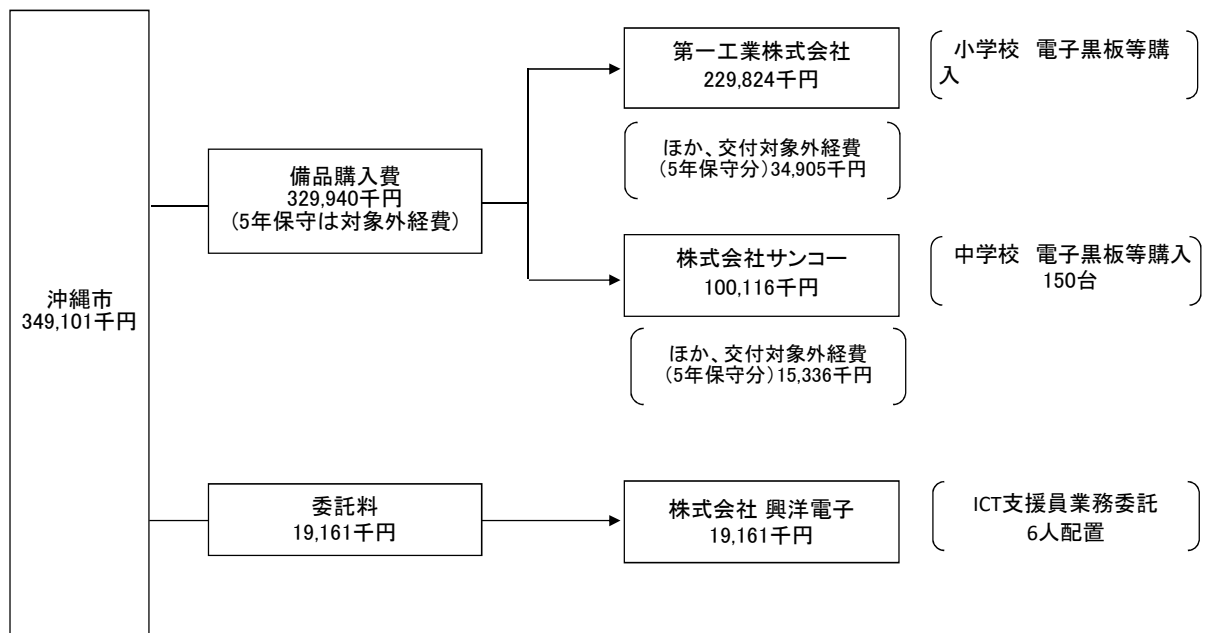 沖縄市
349,101千円
備品購入費
329,940千円
(5年保守は対象外経費)
第一工業株式会社
229,824千円
小学校 電子黒板等購
入
ほか、交付対象外経費
(5年保守分)34,905千円
株式会社サンコー
100,116千円
中学校 電子黒板等購入
150台
ほか、交付対象外経費
(5年保守分)15,336千円
委託料
19,161千円
株式会社 興洋電子
19,161千円
ICT支援員業務委託
6人配置